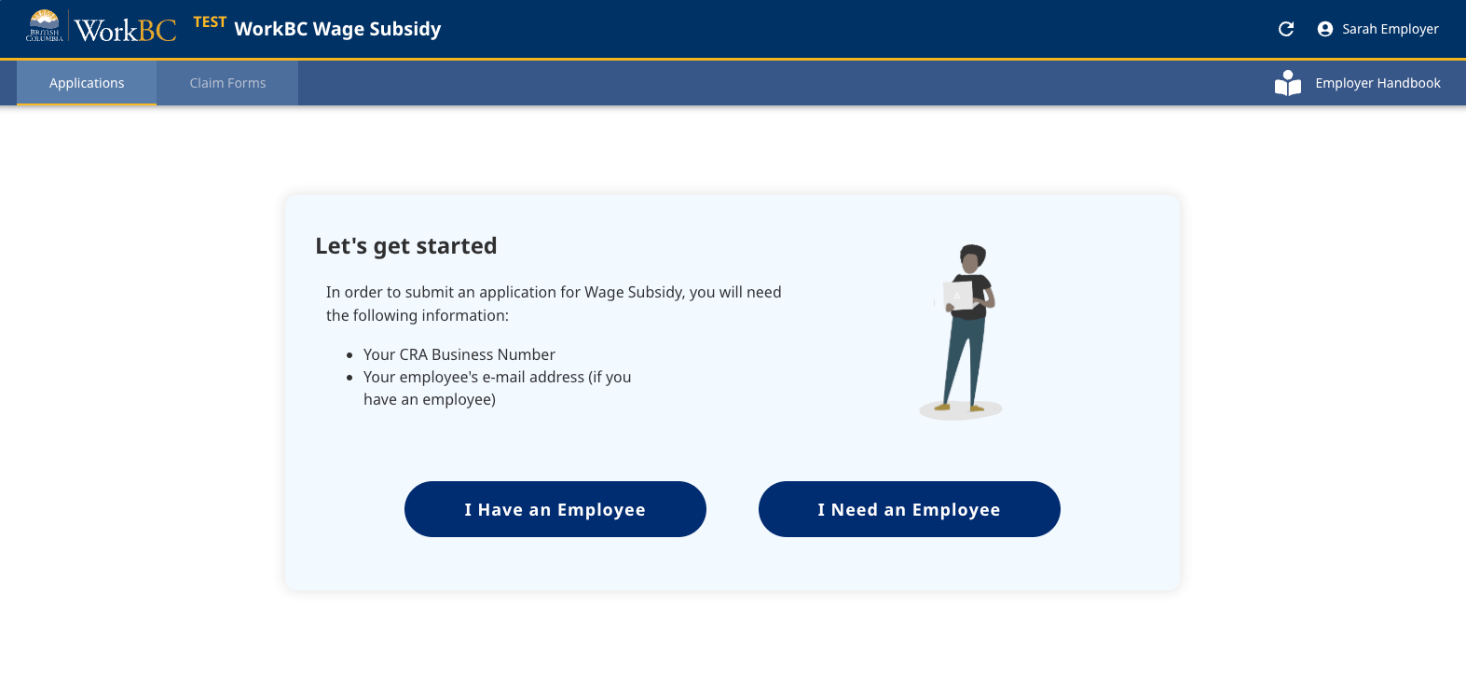 BRITISH
COLUMBIA
WorkBC
TEST
WorkBC Wage Subsidy
Sarah Employer
Applications
Claim Forms
Employer Handbook
Let's get started
In order to submit an application for Wage Subsidy, you will need
the following information:
• Your CRA Business Number
• Your employee's e-mail address (if you
have an employee)
I Have an Employee
I Need an Employee